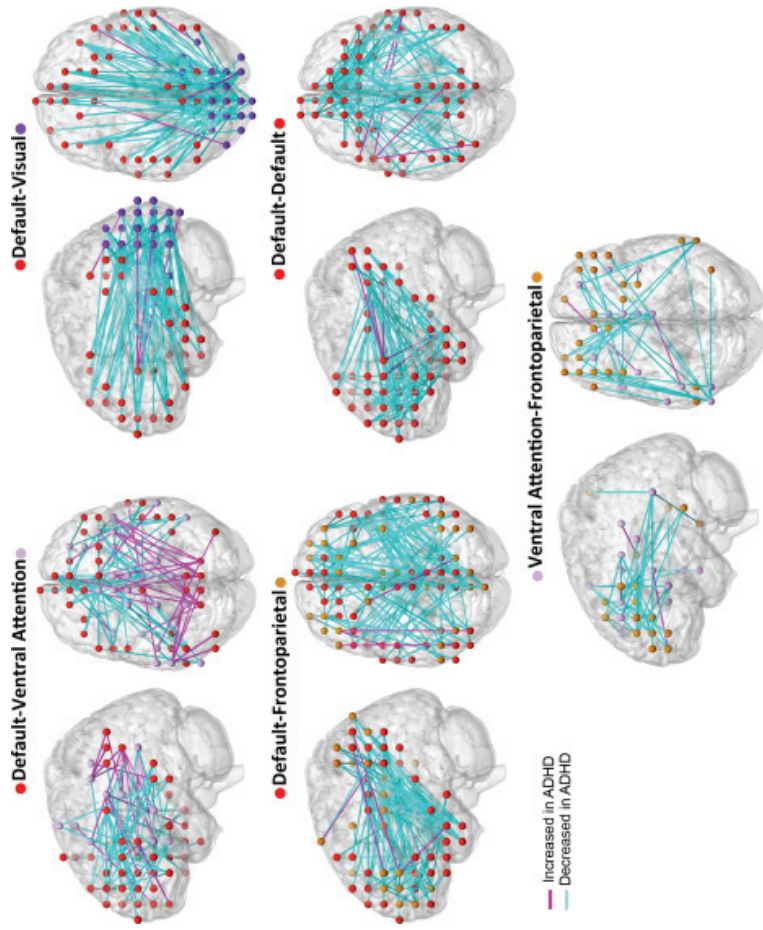 Default-Ventral Attention
Default-Visual
Default-Frontoparietal
Default-Default
Ventral Attention-Frontoparietal
Increased in ADHD
Decreased in ADHD